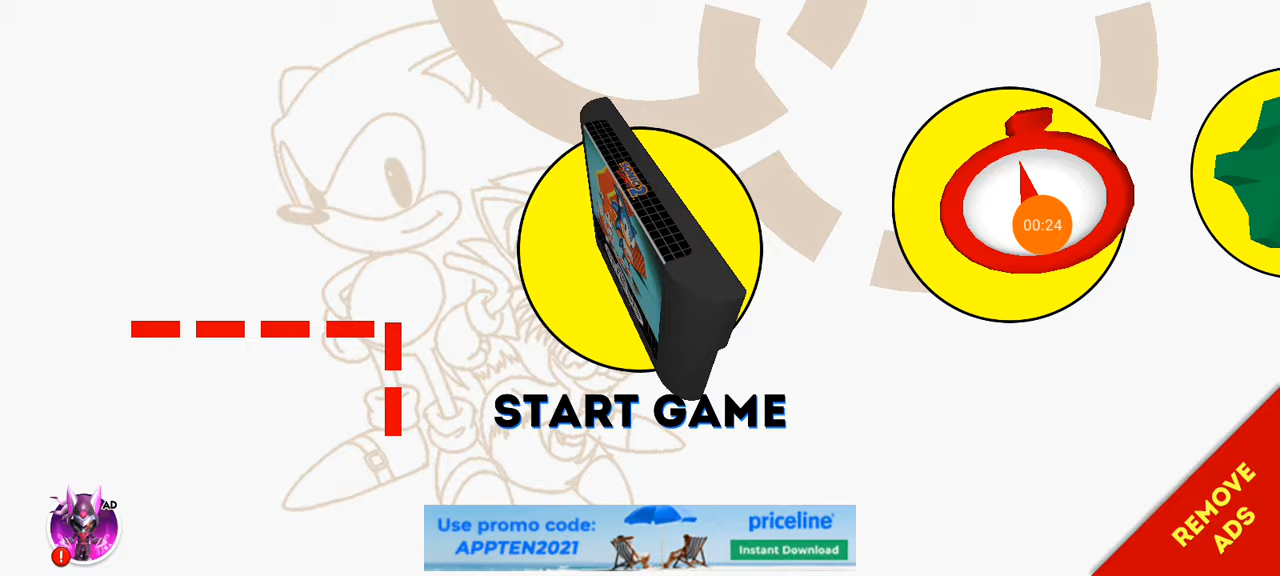 00:24
START GAME
AD
Use promo code:
APPTEN2021
priceline
Instant Download
REMOVE
ADS